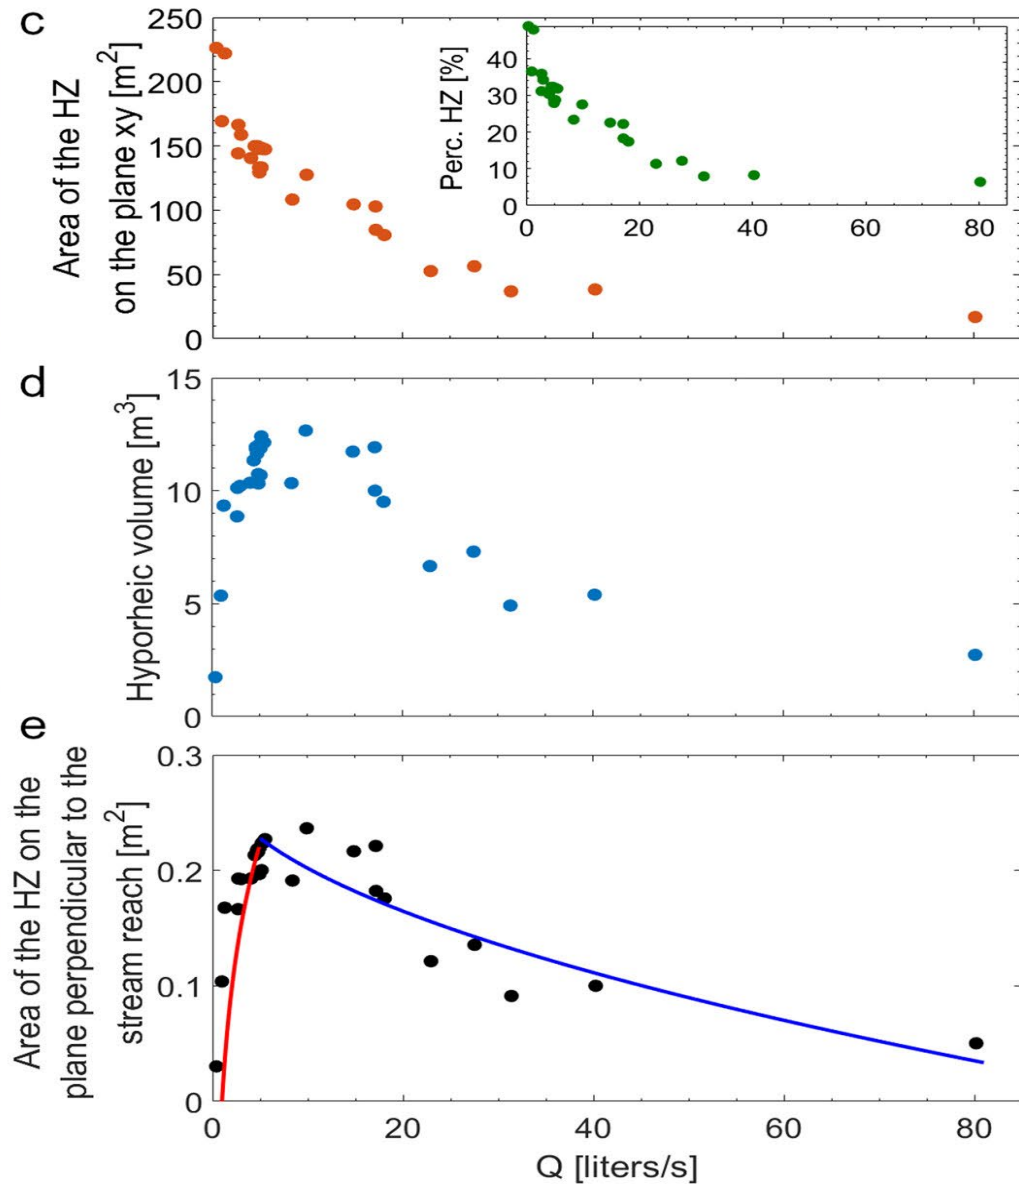 c
Area of the HZ
on the plane xy [m²]
250
200
150
100
50
0
Perc. HZ [%]
40
30
20
10
0
0 20 40 60 80
d
Hyporheic volume [m³]
15
10
5
0
e
Area of the HZ on the
plane perpendicular to the
stream reach [m²]
0.3
0.2
0.1
0
0 20 40 60 80
Q [liters/s]